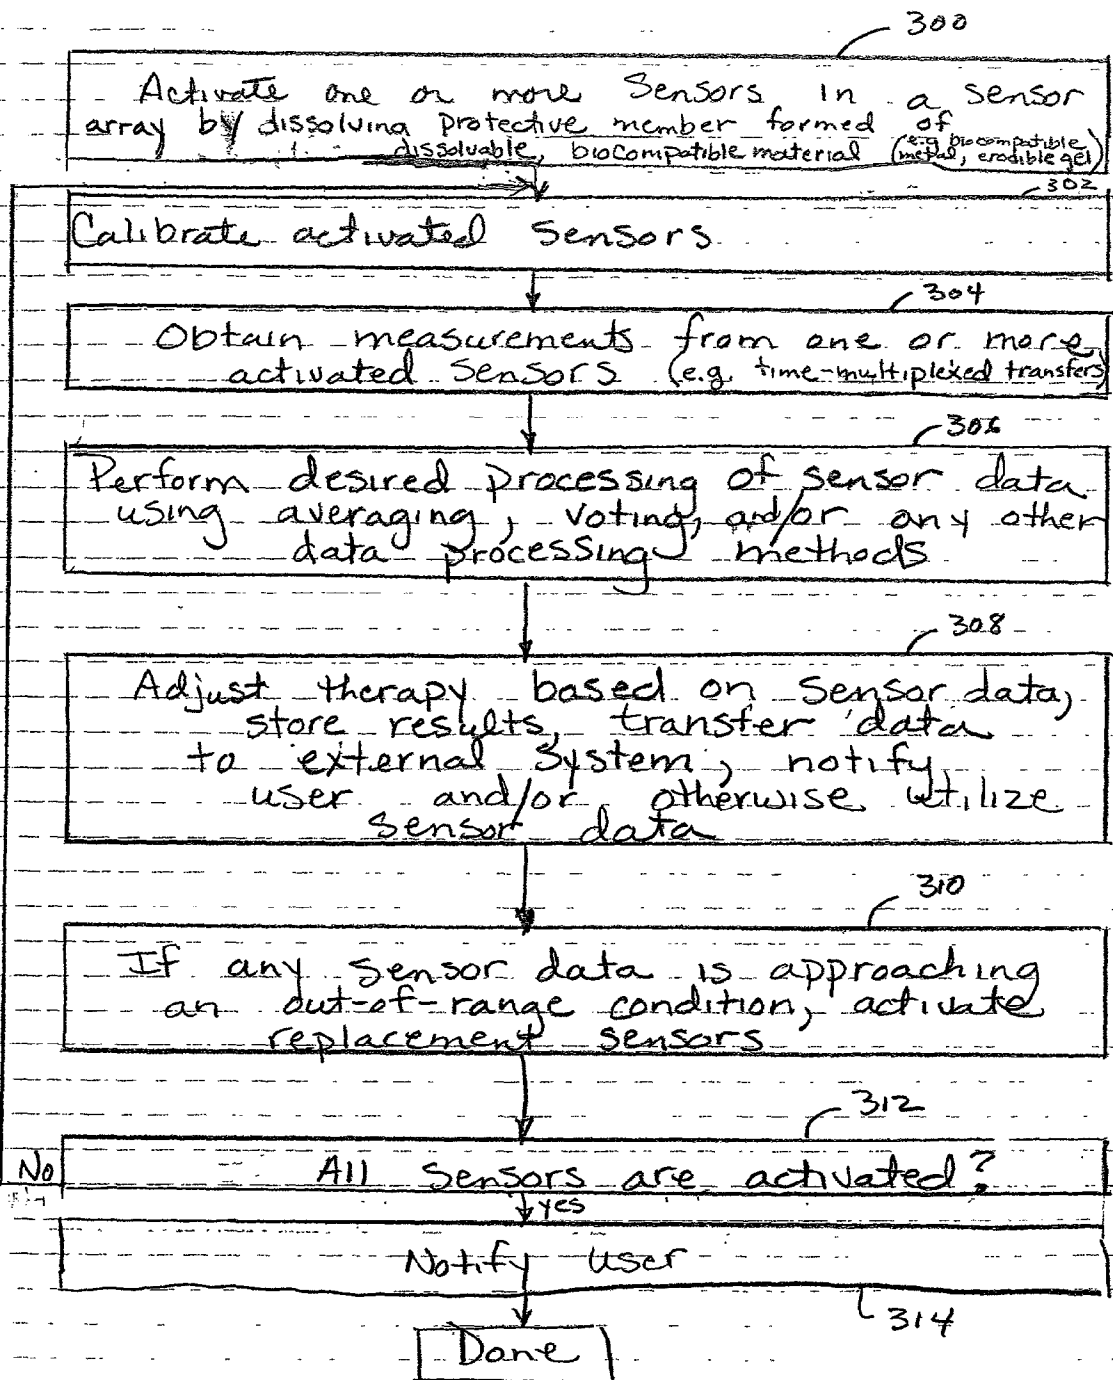 300
Activate one or more Sensors in a sensor
array by dissolving protective member formed of
dissolvable, biocompatible material (e.g. biocompatible
metal, erodible gel)
302
Calibrate activated Sensors
304
Obtain measurements from one or more
activated Sensors (e.g. time-multiplexed transfers)
306
Perform desired processing of sensor data
using averaging, voting, and/or any other
data processing methods
308
Adjust therapy based on sensor data,
store results, transfer data
to external system, notify
user and/or otherwise utilize
sensor data
310
If any sensor data is approaching
an out-of-range condition, activate
replacement sensors
312
No
All sensors are activated?
yes
Notify user
314
Done